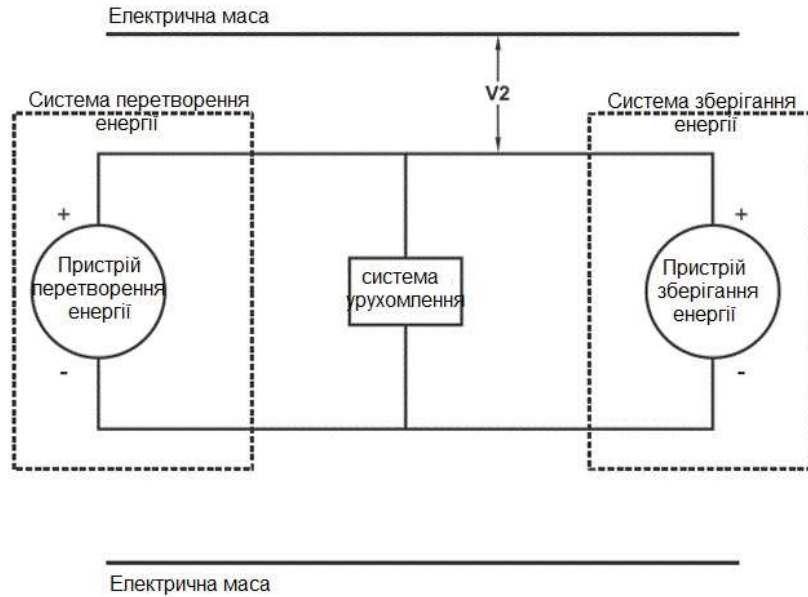 Електрична маса
V2
Система перетворення
енергії
Система зберігання
енергії
+
+
Пристрій
перетворення
енергії
система
урухомлення
Пристрій
зберігання
енергії
-
-
Електрична маса